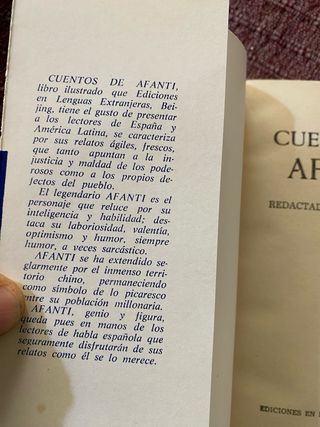 CUENTOS DE AFANTI,
libro ilustrado que Ediciones
en Lenguas Extranjeras, Bei-
jing, tiene el gusto de presentar
a los lectores de España y
América Latina, se caracteriza
por sus relatos ágiles, frescos,
que tanto apuntan a la in-
justicia y maldad de los pode-
rosos como a los propios de-
fectos del pueblo.
El legendario AFANTI es el
personaje que reluce por su
inteligencia y habilidad; des-
taca su laboriosidad, valentía,
optimismo y humor, siempre
humor, a veces sarcástico.
AFANTI se ha extendido se-
glarmente por el inmenso terri-
torio chino, permaneciendo
como símbolo de lo picaresco
entre su población millonaria.
AFANTI, genio y figura,
queda pues en manos de los
lectores de habla española que
seguramente disfrutarán de sus
relatos como él se lo merece.
CUE
AF
REDACTAD
EDICIONES EN